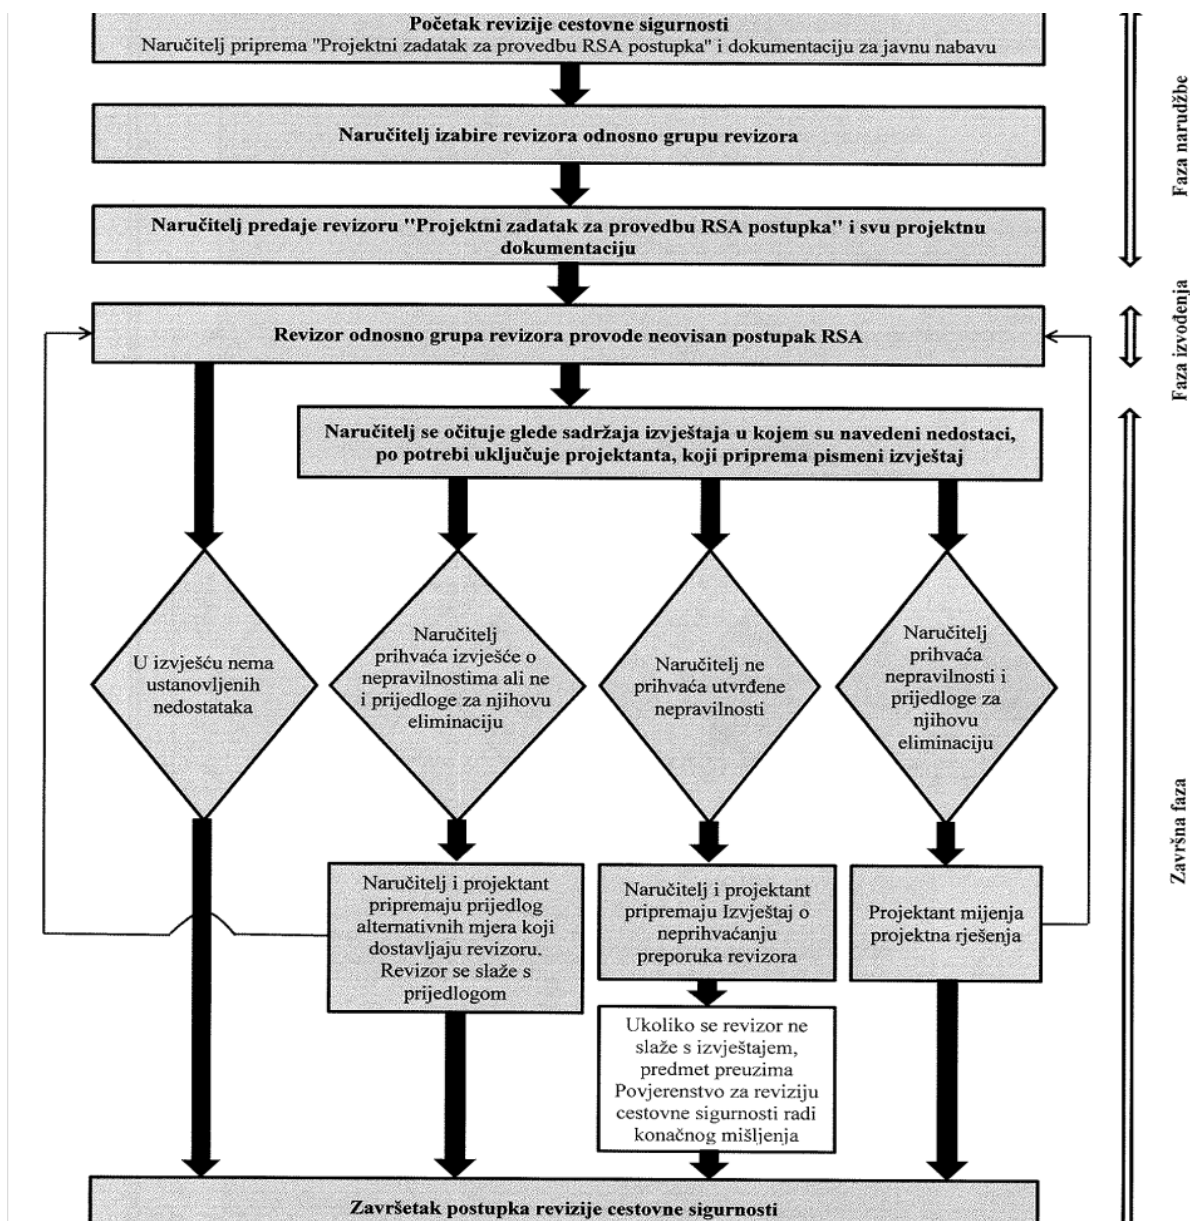 Početak revizije cestovne sigurnosti
Naručitelj priprema "Projektni zadatak za provedbu RSA postupka" i dokumentaciju za javnu nabavu
Naručitelj izabire revizora odnosno grupu revizora
Naručitelj predaje revizoru "Projektni zadatak za provedbu RSA postupka" i svu projektnu
dokumentaciju
Faza narudžbe
Revizor odnosno grupa revizora provode neovisan postupak RSA
Faza izvođenja
Naručitelj se očituje glede sadržaja izvještaja u kojem su navedeni nedostaci,
po potrebi uključuje projektanta, koji priprema pismeni izvještaj
U izvješću nema
ustanovljenih
nedostataka
Naručitelj
prihvaća izvješće o
nepravilnostima ali ne
i prijedloge za njihovu
eliminaciju
Naručitelj ne
prihvaća utvrđene
nepravilnosti
Naručitelj
prihvaća
nepravilnosti i
prijedloge za
njihovu
eliminaciju
Naručitelj i projektant
pripremaju prijedlog
alternativnih mjera koji
dostavljaju revizoru.
Revizor se slaže s
prijedlogom
Naručitelj i projektant
pripremaju Izvještaj o
neprihvaćanju
preporuka revizora
Projektant mijenja
projektna rješenja
Ukoliko se revizor ne
slaže s izvještajem,
predmet preuzima
Povjerenstvo za reviziju
cestovne sigurnosti radi
konačnog mišljenja
Završna faza
Završetak postupka revizije cestovne sigurnosti